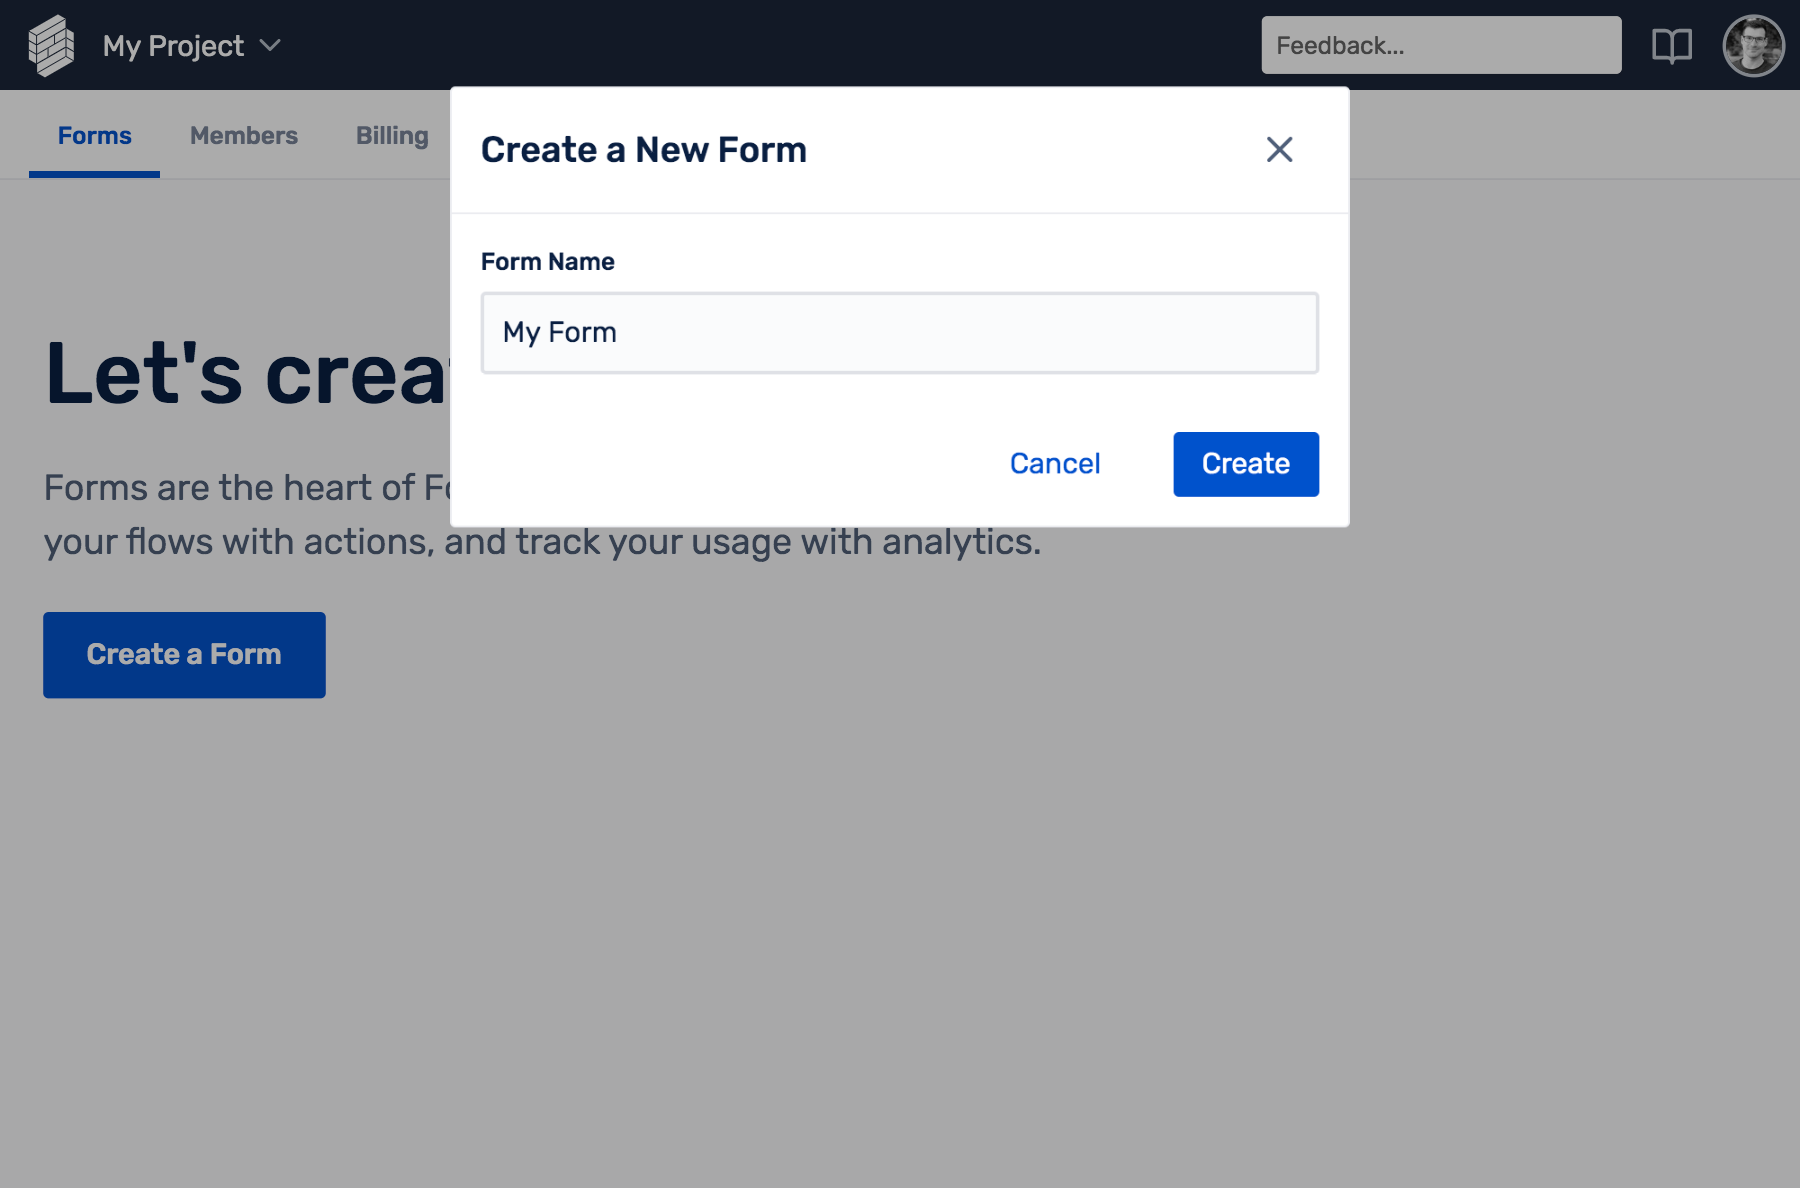 My Project
Feedback...
Forms Members Billing
Create a New Form
Form Name
My Form
Cancel Create
Let's crea
Forms are the heart of
your flows with actions, and track your usage with analytics.
Create a Form